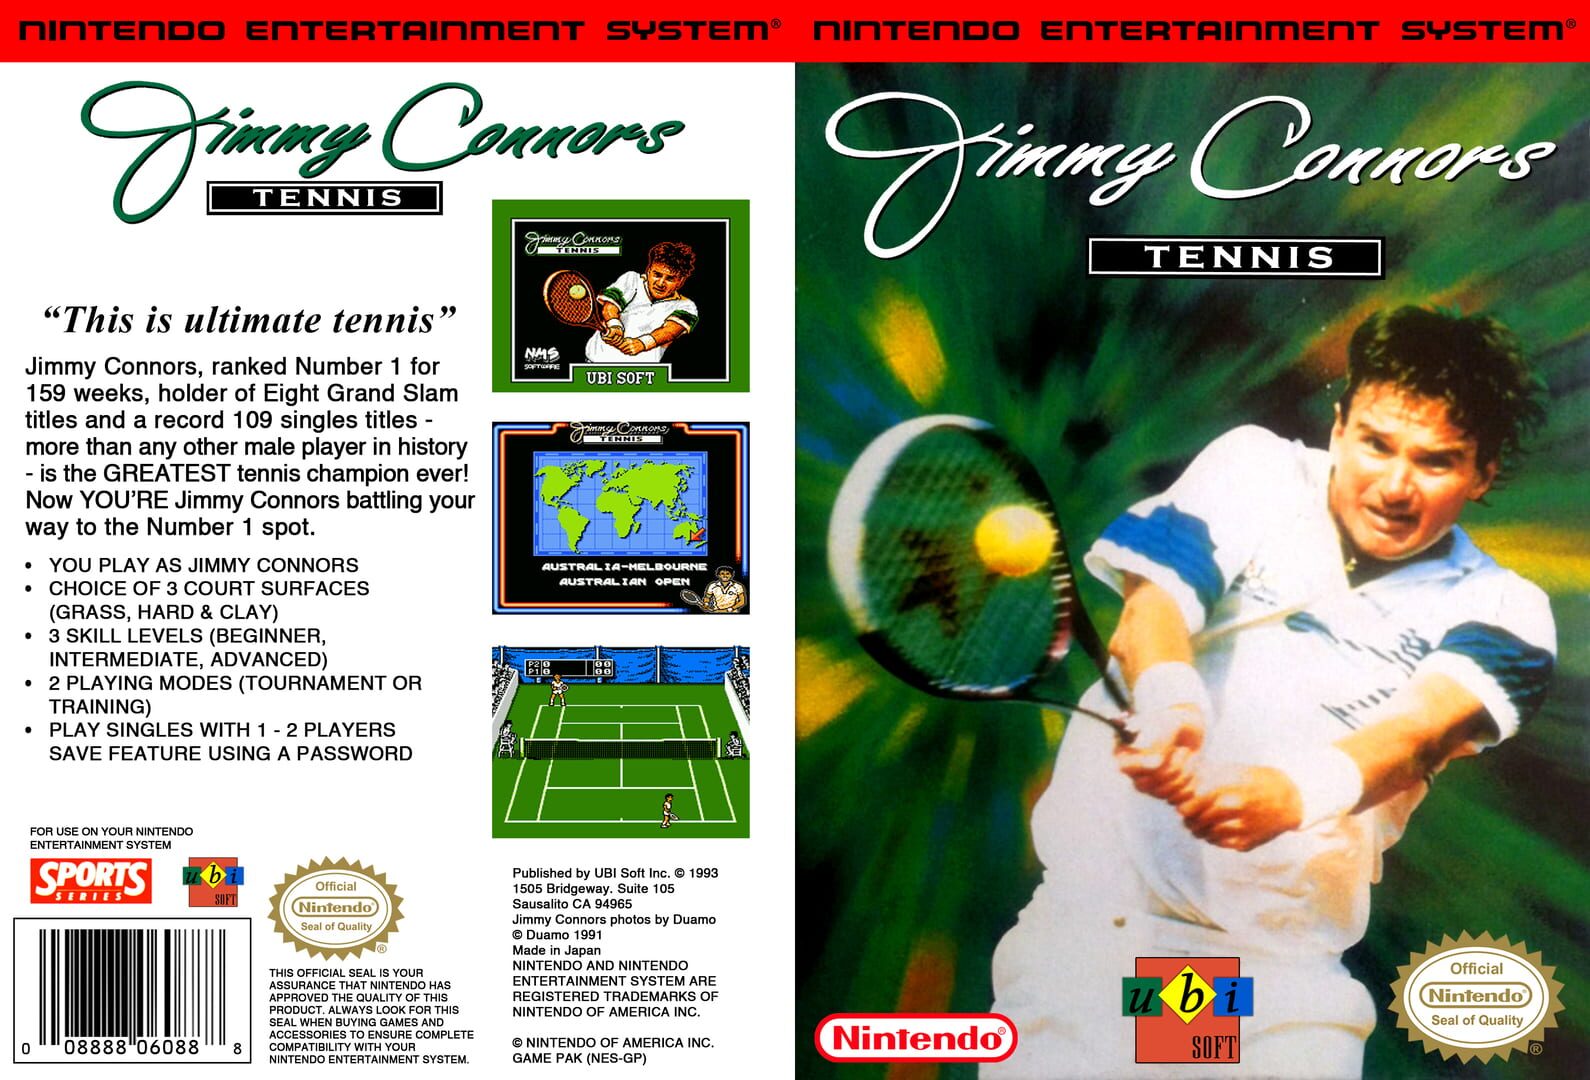 NINTENDO ENTERTAINMENT SYSTEM®
Jimmy Connors
TENNIS
“This is ultimate tennis”
Jimmy Connors, ranked Number 1 for
159 weeks, holder of Eight Grand Slam
titles and a record 109 singles titles -
more than any other male player in history
- is the GREATEST tennis champion ever!
Now YOU’RE Jimmy Connors battling your
way to the Number 1 spot.
• YOU PLAY AS JIMMY CONNORS
• CHOICE OF 3 COURT SURFACES
(GRASS, HARD & CLAY)
• 3 SKILL LEVELS (BEGINNER,
INTERMEDIATE, ADVANCED)
• 2 PLAYING MODES (TOURNAMENT OR
TRAINING)
• PLAY SINGLES WITH 1 - 2 PLAYERS
SAVE FEATURE USING A PASSWORD
Jimmy Connors
TENNIS
NMS
SOFTWARE
UBI SOFT
Jimmy Connors
TENNIS
AUSTRALIA-MELBOURNE
AUSTRALIAN OPEN
P2 0 00
P1 0 00
FOR USE ON YOUR NINTENDO
ENTERTAINMENT SYSTEM
SPORTS
SERIES
ubi
SOFT
Official
Nintendo®
Seal of Quality
®
0 08888 06088 8
THIS OFFICIAL SEAL IS YOUR
ASSURANCE THAT NINTENDO HAS
APPROVED THE QUALITY OF THIS
PRODUCT. ALWAYS LOOK FOR THIS
SEAL WHEN BUYING GAMES AND
ACCESSORIES TO ENSURE COMPLETE
COMPATIBILITY WITH YOUR
NINTENDO ENTERTAINMENT SYSTEM.
Published by UBI Soft Inc. © 1993
1505 Bridgeway. Suite 105
Sausalito CA 94965
Jimmy Connors photos by Duamo
© Duamo 1991
Made in Japan
NINTENDO AND NINTENDO
ENTERTAINMENT SYSTEM ARE
REGISTERED TRADEMARKS OF
NINTENDO OF AMERICA INC.
© NINTENDO OF AMERICA INC.
GAME PAK (NES-GP)
NINTENDO ENTERTAINMENT SYSTEM®
Jimmy Connors
TENNIS
Nintendo®
ubi
SOFT
Official
Nintendo®
Seal of Quality
®